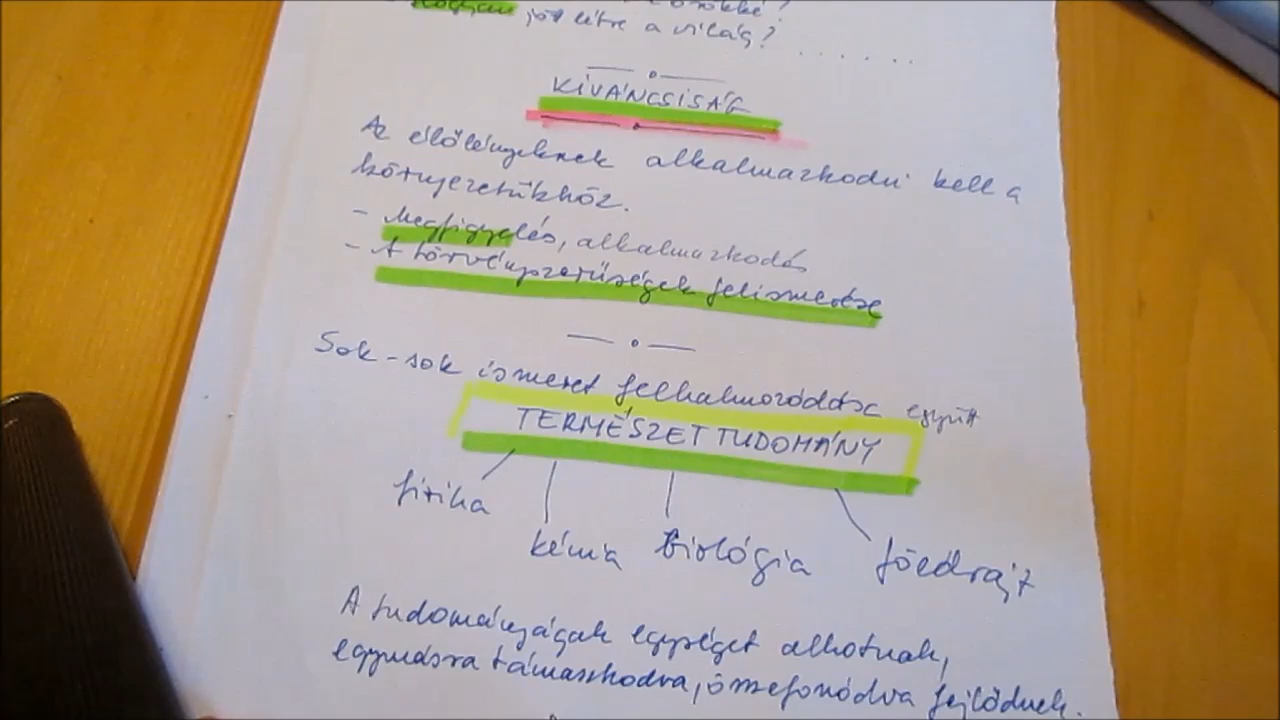 jött létre a világ? . . . . . .
KÍVÁNCSISÁG
Az élőlényeknek alkalmazkodni kell a
környezetükhöz.
- Megfigyelés, alkalmazkodás
- A törvényszerűségek felismerése
Sok-sok ismeret felhalmozódása együtt
TERMÉSZETTUDOMÁNY
fizika
kémia biológia földrajz
A tudományágak egységet alkotnak,
egymásra támaszkodva, összefonódva fejlődnek.